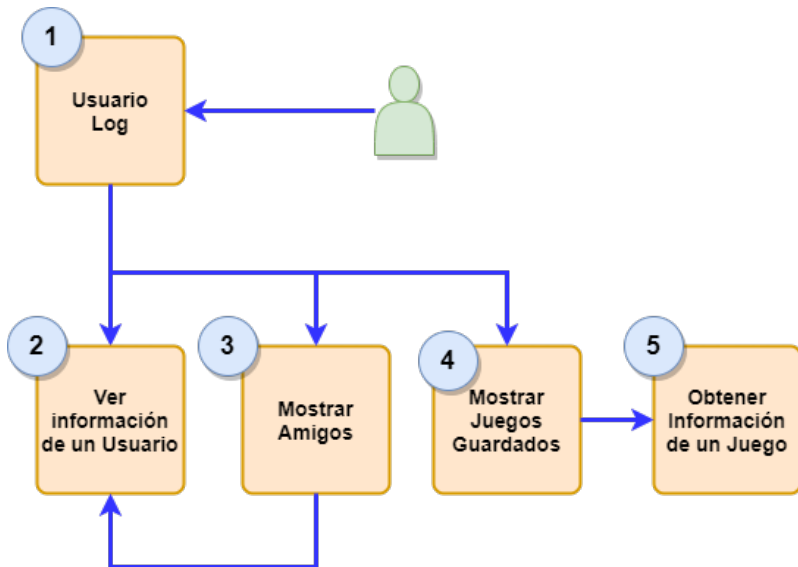 1
Usuario
Log
2
Ver
información
de un Usuario
3
Mostrar
Amigos
4
Mostrar
Juegos
Guardados
5
Obtener
Información
de un Juego